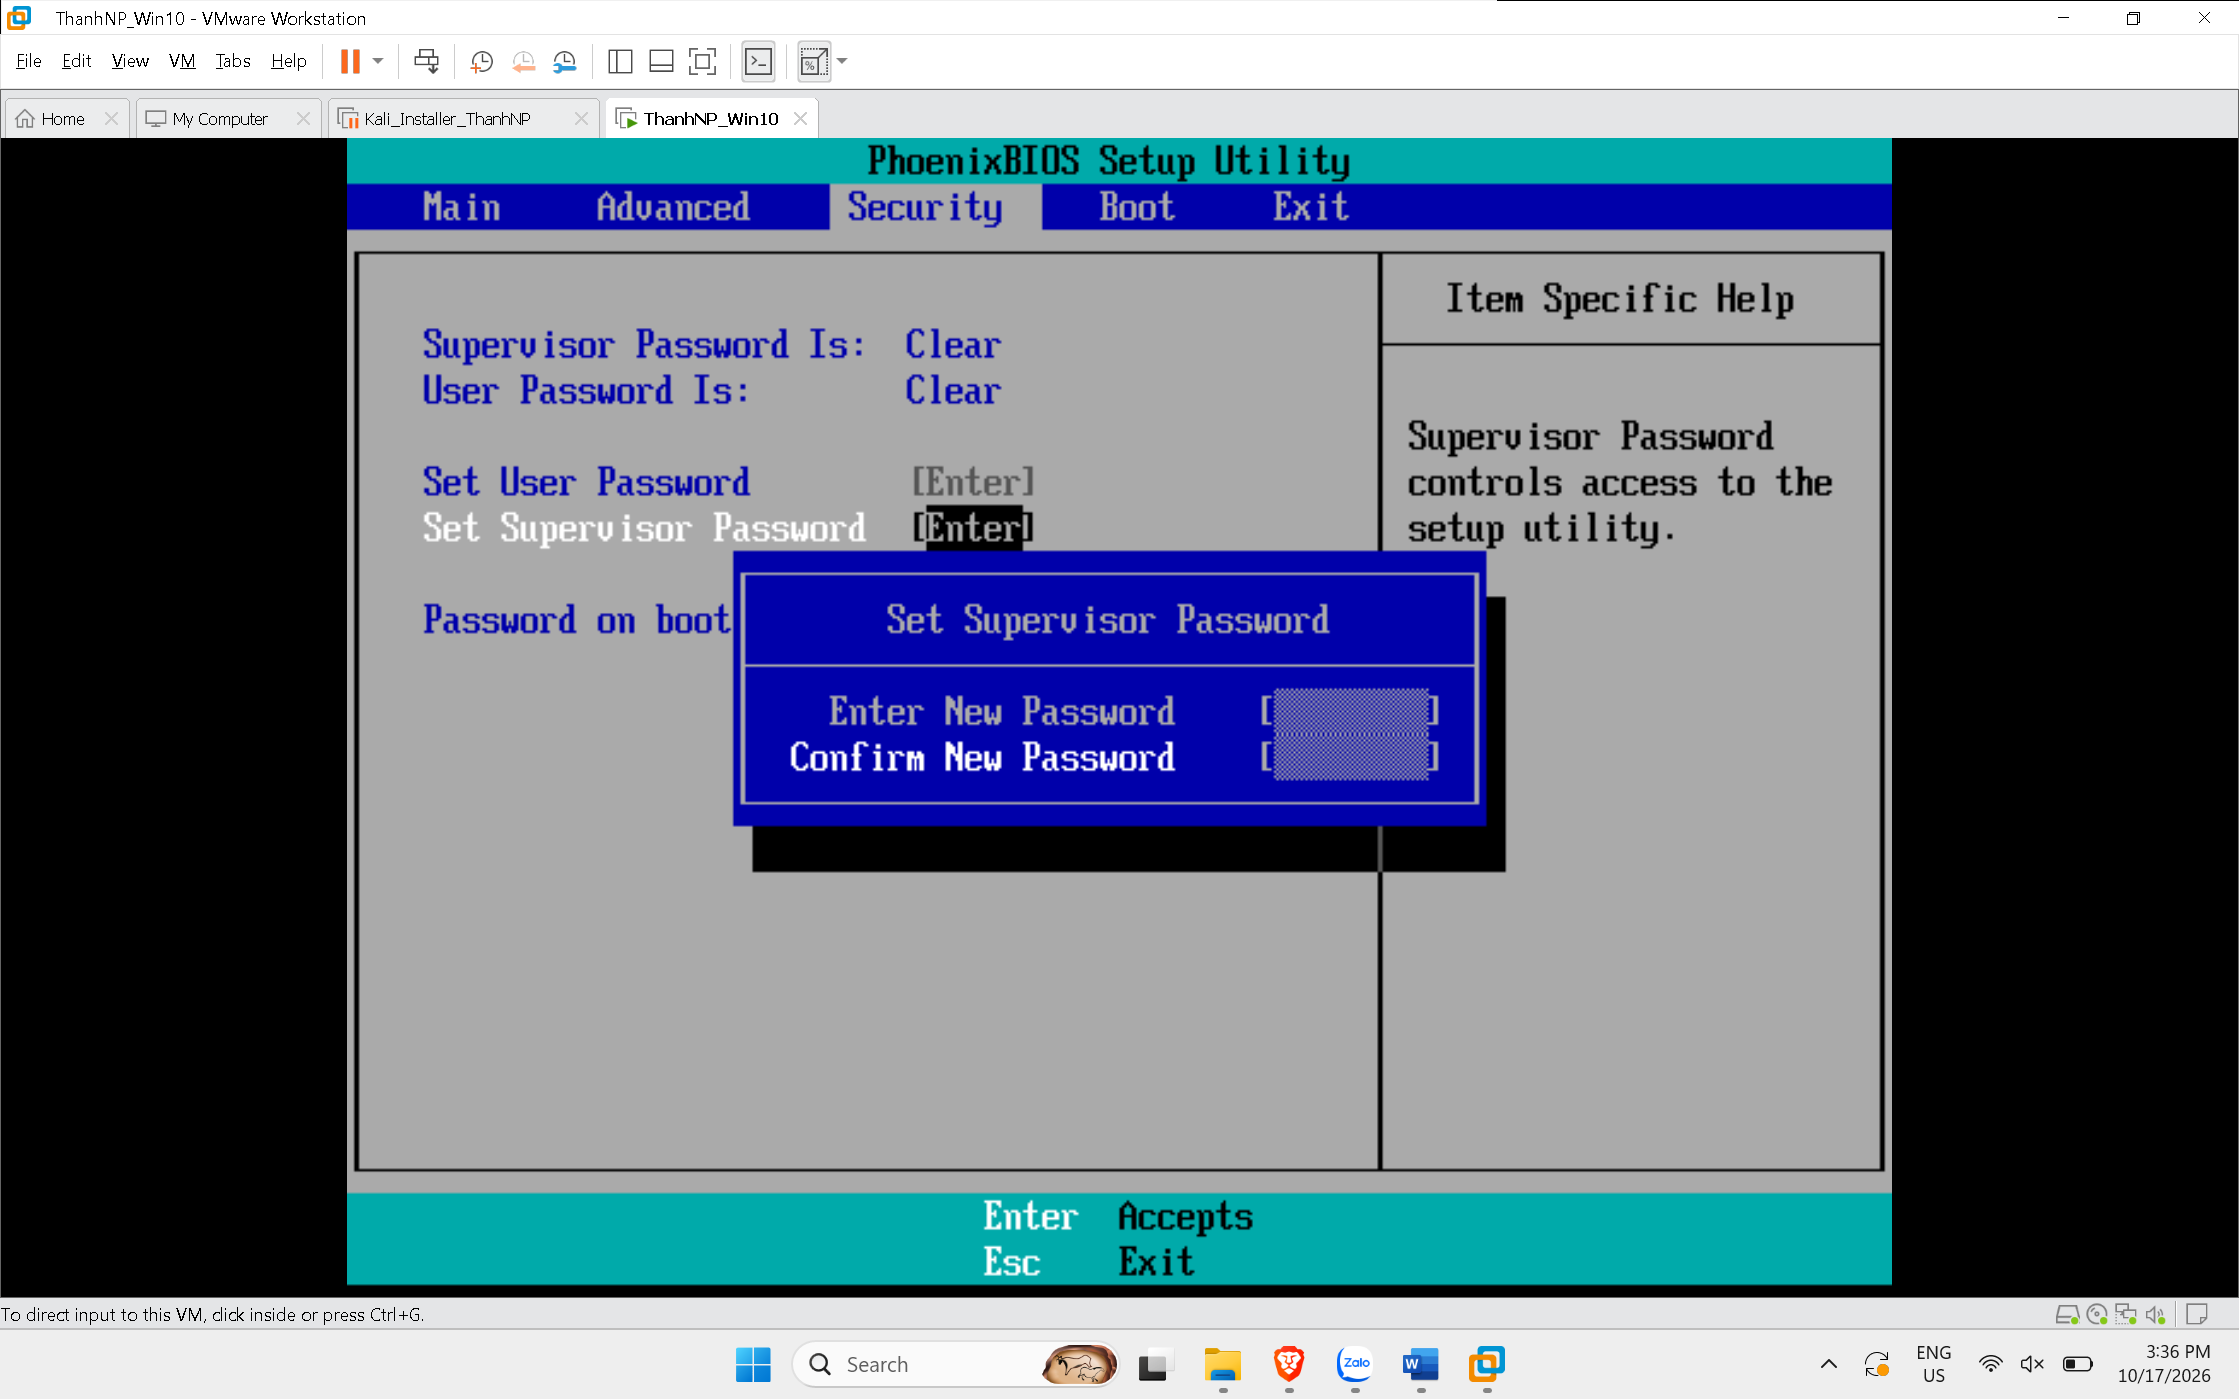 ThanhNP_Win10 - VMware Workstation
File Edit View VM Tabs Help
Home My Computer Kali_Installer_ThanhNP ThanhNP_Win10
PhoenixBIOS Setup Utility
Main Advanced Security Boot Exit
Item Specific Help
Supervisor Password Is: Clear
User Password Is: Clear
Set User Password [Enter]
Set Supervisor Password [Enter]
Password on boot
Supervisor Password
controls access to the
setup utility.
Set Supervisor Password
Enter New Password [ ]
Confirm New Password [ ]
Enter Accepts
Esc Exit
To direct input to this VM, click inside or press Ctrl+G.
Search
Zalo
W
ENG
US
3:36 PM
10/17/2026